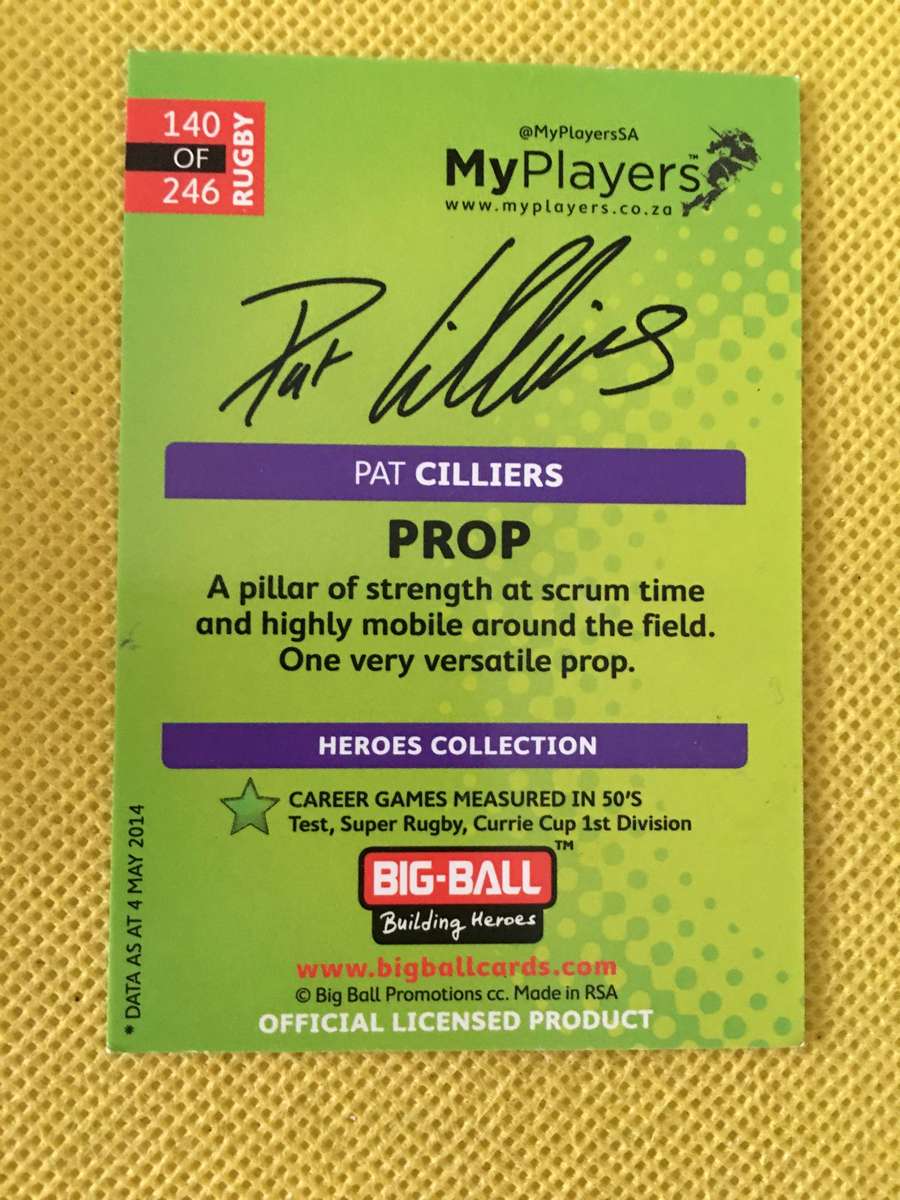 140
OF
246
RUGBY
@MyPlayersSA
MyPlayers™
www.myplayers.co.za
Pat Cilliers
PAT CILLIERS
PROP
A pillar of strength at scrum time
and highly mobile around the field.
One very versatile prop.
HEROES COLLECTION
CAREER GAMES MEASURED IN 50'S
Test, Super Rugby, Currie Cup 1st Division
BIG-BALL™
Building Heroes
www.bigballcards.com
© Big Ball Promotions cc. Made in RSA
OFFICIAL LICENSED PRODUCT
* DATA AS AT 4 MAY 2014